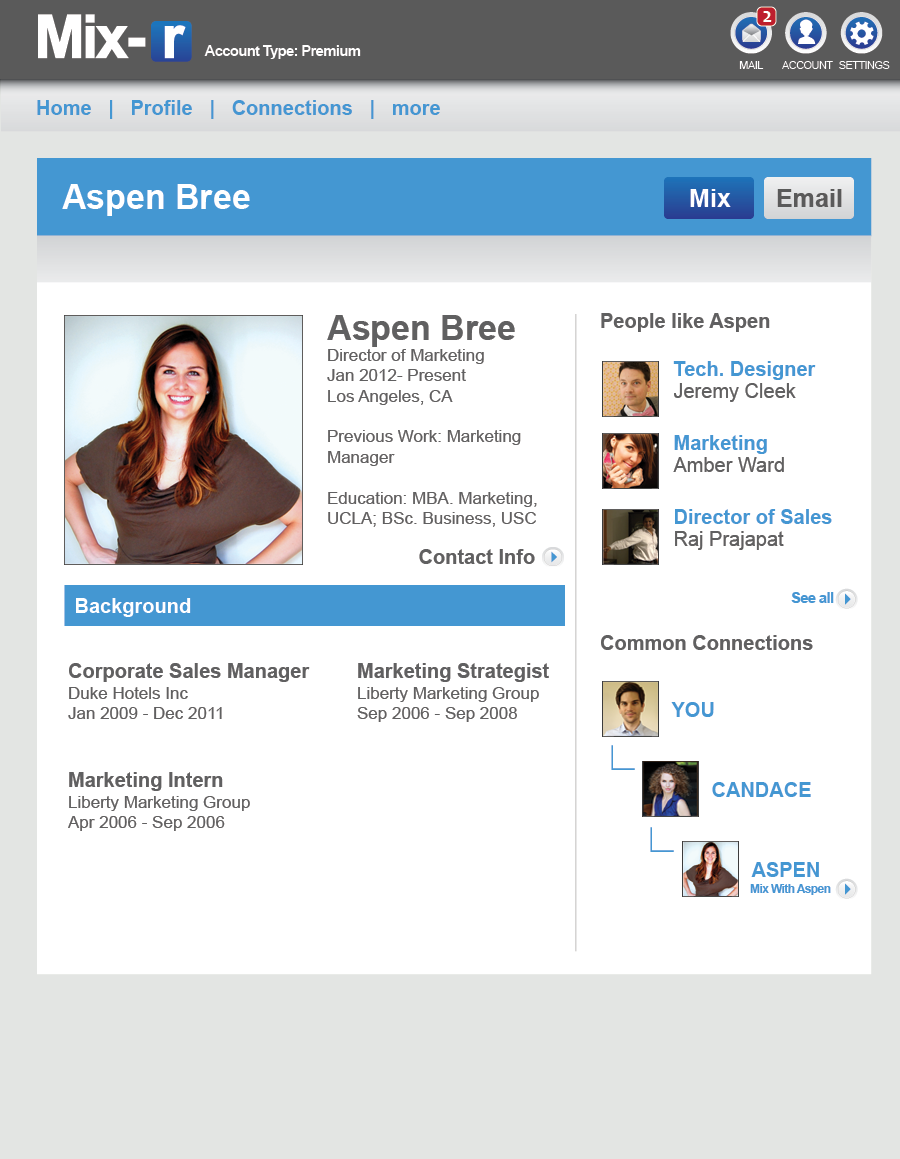 Mix-r
Account Type: Premium
2
MAIL
ACCOUNT
SETTINGS
Home | Profile | Connections | more
Aspen Bree
Mix
Email
Aspen Bree
Director of Marketing
Jan 2012- Present
Los Angeles, CA
Previous Work: Marketing
Manager
Education: MBA. Marketing,
UCLA; BSc. Business, USC
Contact Info
Background
Corporate Sales Manager
Duke Hotels Inc
Jan 2009 - Dec 2011
Marketing Strategist
Liberty Marketing Group
Sep 2006 - Sep 2008
Marketing Intern
Liberty Marketing Group
Apr 2006 - Sep 2006
People like Aspen
Tech. Designer
Jeremy Cleek
Marketing
Amber Ward
Director of Sales
Raj Prajapat
See all
Common Connections
YOU
CANDACE
ASPEN
Mix With Aspen